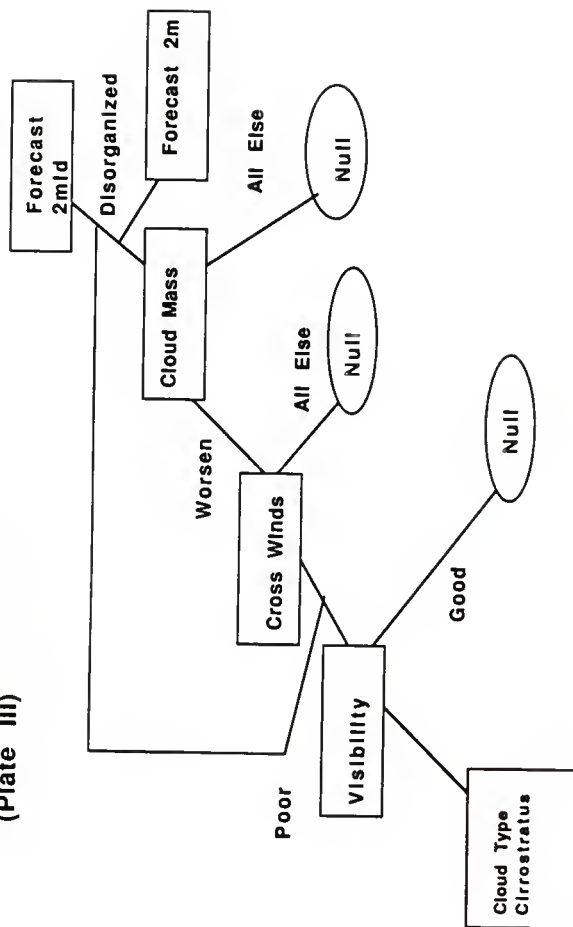 (Plate III)
Forecast
2mld
Disorganized
Forecast 2m
Cloud Mass
All Else
Null
Worsen
Cross Winds
All Else
Null
Poor
Visibility
Good
Null
Cloud Type
Cirrostratus